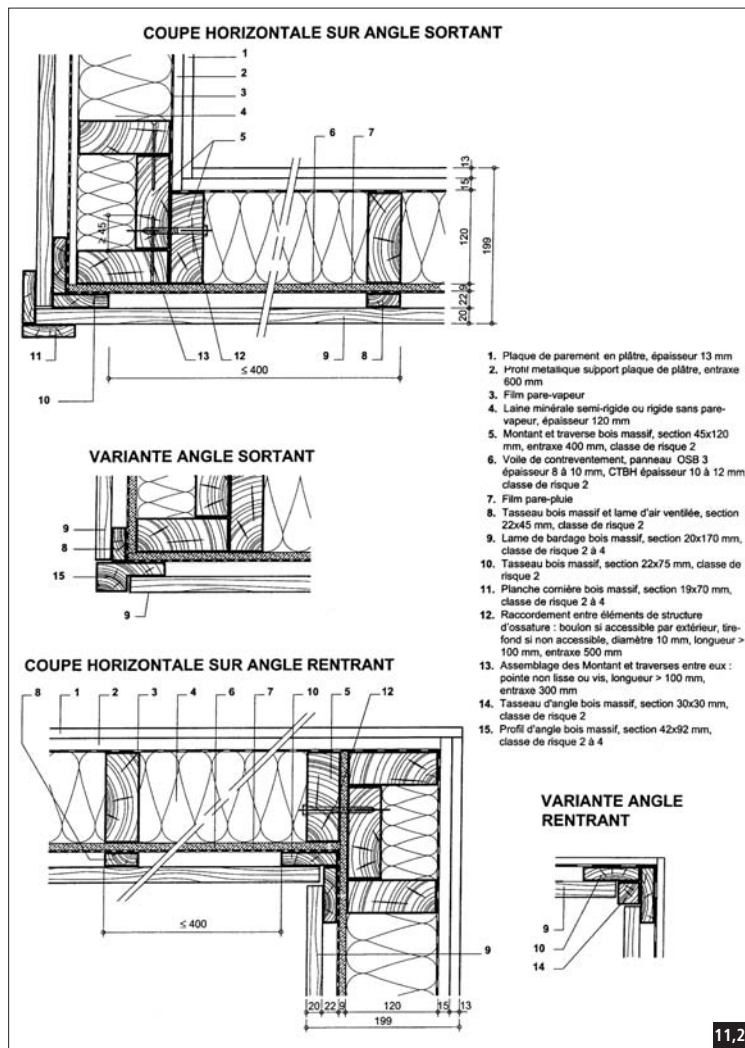 COUPE HORIZONTALE SUR ANGLE SORTANT
1
2
3
4
5
6
7
13
15
120
199
9
22
20
≥ 45
11
10
13
12
9
8
≤ 400
VARIANTE ANGLE SORTANT
9
8
15
9
1. Plaque de parement en plâtre, épaisseur 13 mm
2. Profil métallique support plaque de plâtre, entraxe
600 mm
3. Film pare-vapeur
4. Laine minérale semi-rigide ou rigide sans pare-
vapeur, épaisseur 120 mm
5. Montant et traverse bois massif, section 45x120
mm, entraxe 400 mm, classe de risque 2
6. Voile de contreventement, panneau OSB 3
épaisseur 8 à 10 mm, CTBH épaisseur 10 à 12 mm
classe de risque 2
7. Film pare-pluie
8. Tasseau bois massif et lame d'air ventilée, section
22x45 mm, classe de risque 2
9. Lame de bardage bois massif, section 20x170 mm,
classe de risque 2 à 4
10. Tasseau bois massif, section 22x75 mm, classe de
risque 2
11. Planche cornière bois massif, section 19x70 mm,
classe de risque 2 à 4
12. Raccordement entre éléments de structure
d'ossature : boulon si accessible par extérieur, tire-
fond si non accessible, diamètre 10 mm, longueur >
100 mm, entraxe 500 mm
13. Assemblage des Montant et traverses entre eux :
pointe non lisse ou vis, longueur > 100 mm,
entraxe 300 mm
14. Tasseau d'angle bois massif, section 30x30 mm,
classe de risque 2
15. Profil d'angle bois massif, section 42x92 mm,
classe de risque 2 à 4
COUPE HORIZONTALE SUR ANGLE RENTRANT
8 1 2 3 4 6 7 10 5 12
≤ 400
9
20 22 9 120 15 13
199
VARIANTE ANGLE
RENTRANT
9
10
14
11,2